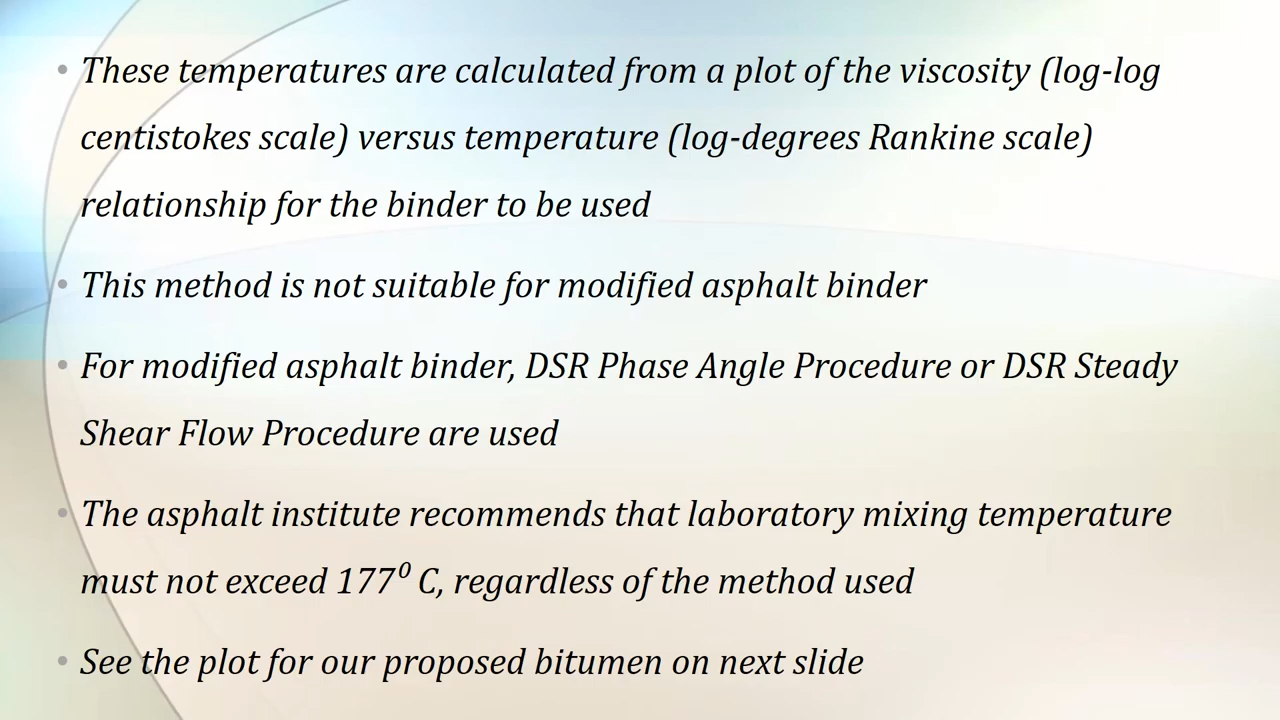 • These temperatures are calculated from a plot of the viscosity (log-log
centistokes scale) versus temperature (log-degrees Rankine scale)
relationship for the binder to be used
• This method is not suitable for modified asphalt binder
• For modified asphalt binder, DSR Phase Angle Procedure or DSR Steady
Shear Flow Procedure are used
• The asphalt institute recommends that laboratory mixing temperature
must not exceed 177⁰ C, regardless of the method used
• See the plot for our proposed bitumen on next slide